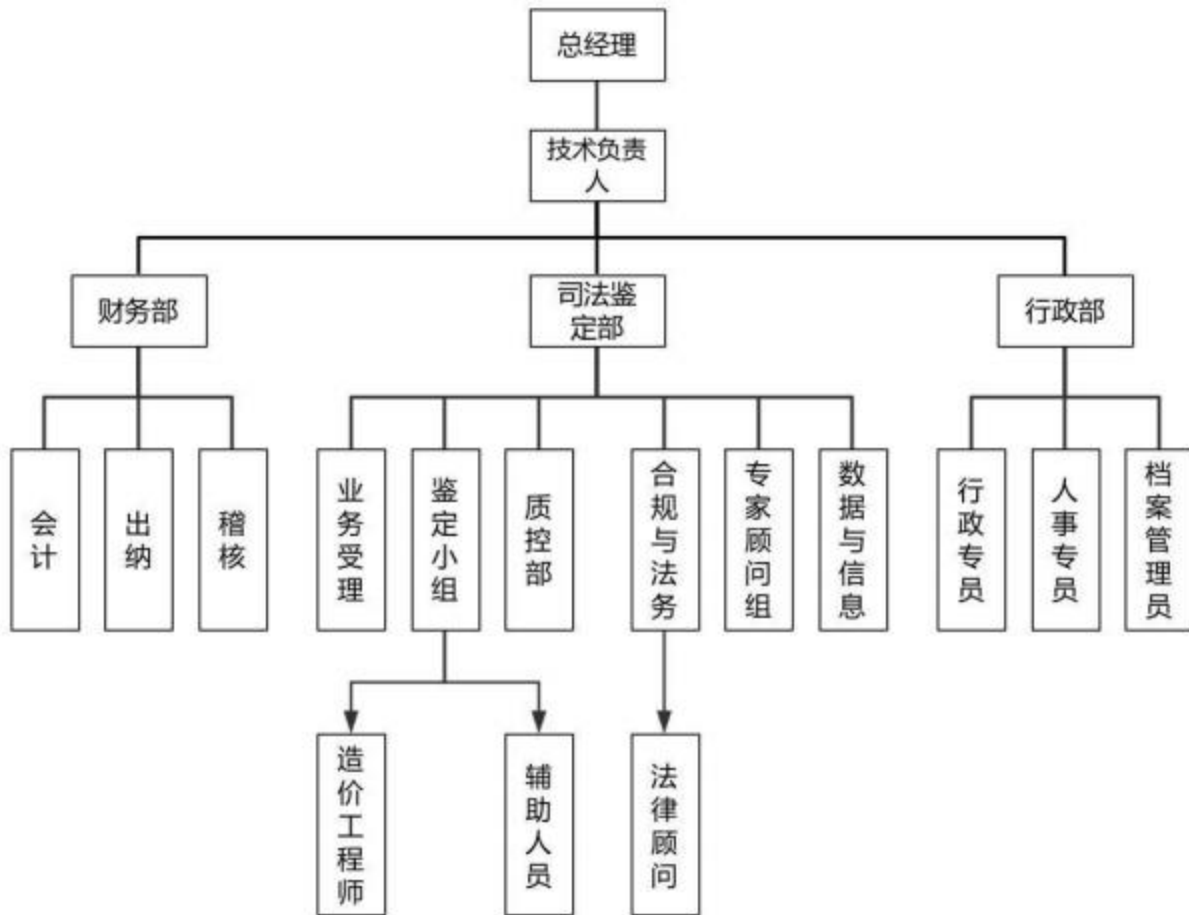 总经理
技术负责
人
财务部
司法鉴
定部
行政部
会计
出纳
稽核
业务受理
鉴定小组
质控部
合规与法务
专家顾问组
数据与信息
行政专员
人事专员
档案管理员
造价工程师
辅助人员
法律顾问